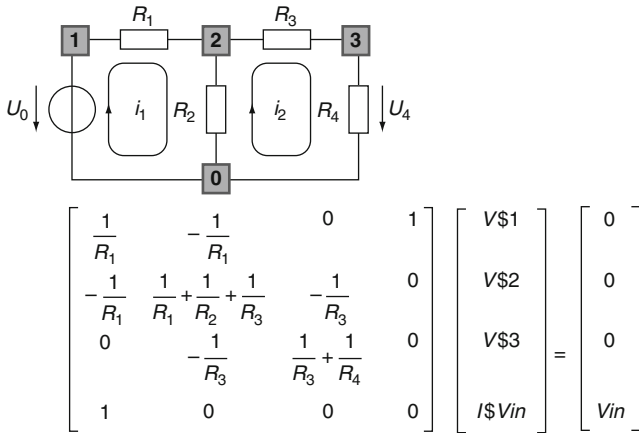 R1 R3
1 2 3
U0 i1 R2 i2 R4 U4
0
1/R1 -1/R1 0 1 V$1 0
-1/R1 1/R1 + 1/R2 + 1/R3 -1/R3 0 V$2 0
0 -1/R3 1/R3 + 1/R4 0 V$3 = 0
1 0 0 0 I$Vin Vin